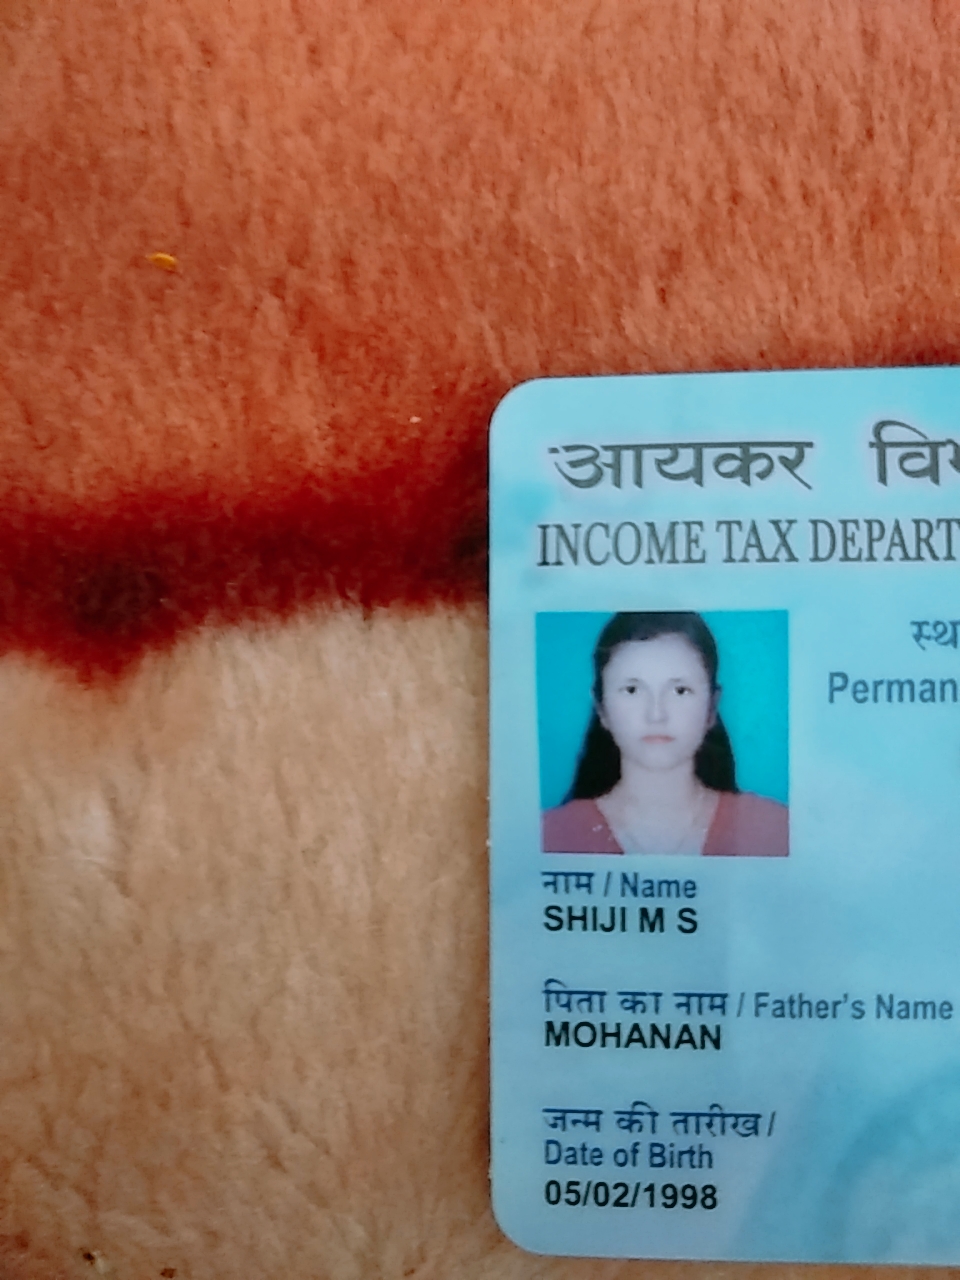 आयकर वि
INCOME TAX DEPART
स्था
Perman
नाम / Name
SHIJI M S
पिता का नाम / Father's Name
MOHANAN
जन्म की तारीख/
Date of Birth
05/02/1998